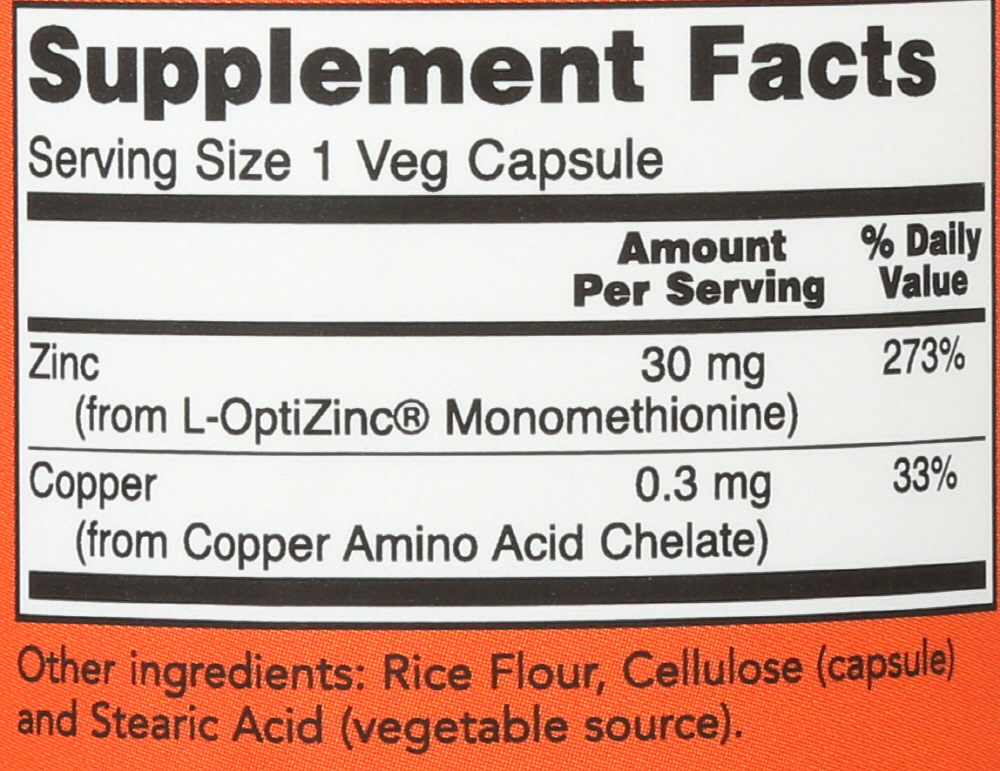 Supplement Facts
Serving Size 1 Veg Capsule
Amount Per Serving % Daily Value
Zinc 30 mg 273%
(from L-OptiZinc® Monomethionine)
Copper 0.3 mg 33%
(from Copper Amino Acid Chelate)
Other ingredients: Rice Flour, Cellulose (capsule)
and Stearic Acid (vegetable source).